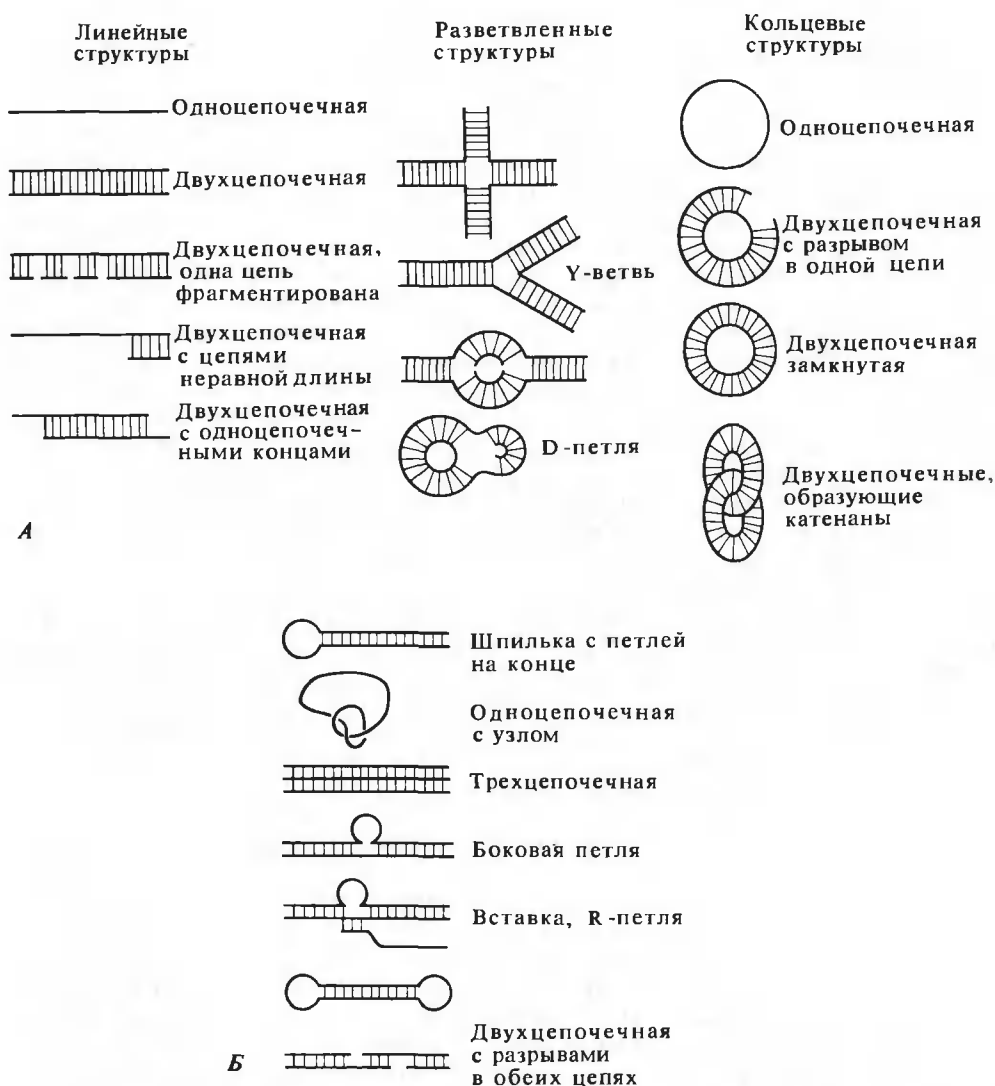 Линейные
структуры
Одноцепочечная
Двухцепочечная
Двухцепочечная,
одна цепь
фрагментирована
Двухцепочечная
с цепями
неравной длины
Двухцепочечная
с одноцепочеч-
ными концами
А
Разветвленные
структуры
Y-ветвь
D-петля
Кольцевые
структуры
Одноцепочечная
Двухцепочечная
с разрывом
в одной цепи
Двухцепочечная
замкнутая
Двухцепочечные,
образующие
катенаны
Шпилька с петлей
на конце
Одноцепочечная
с узлом
Трехцепочечная
Боковая петля
Вставка, R-петля
Двухцепочечная
с разрывами
в обеих цепях
Б